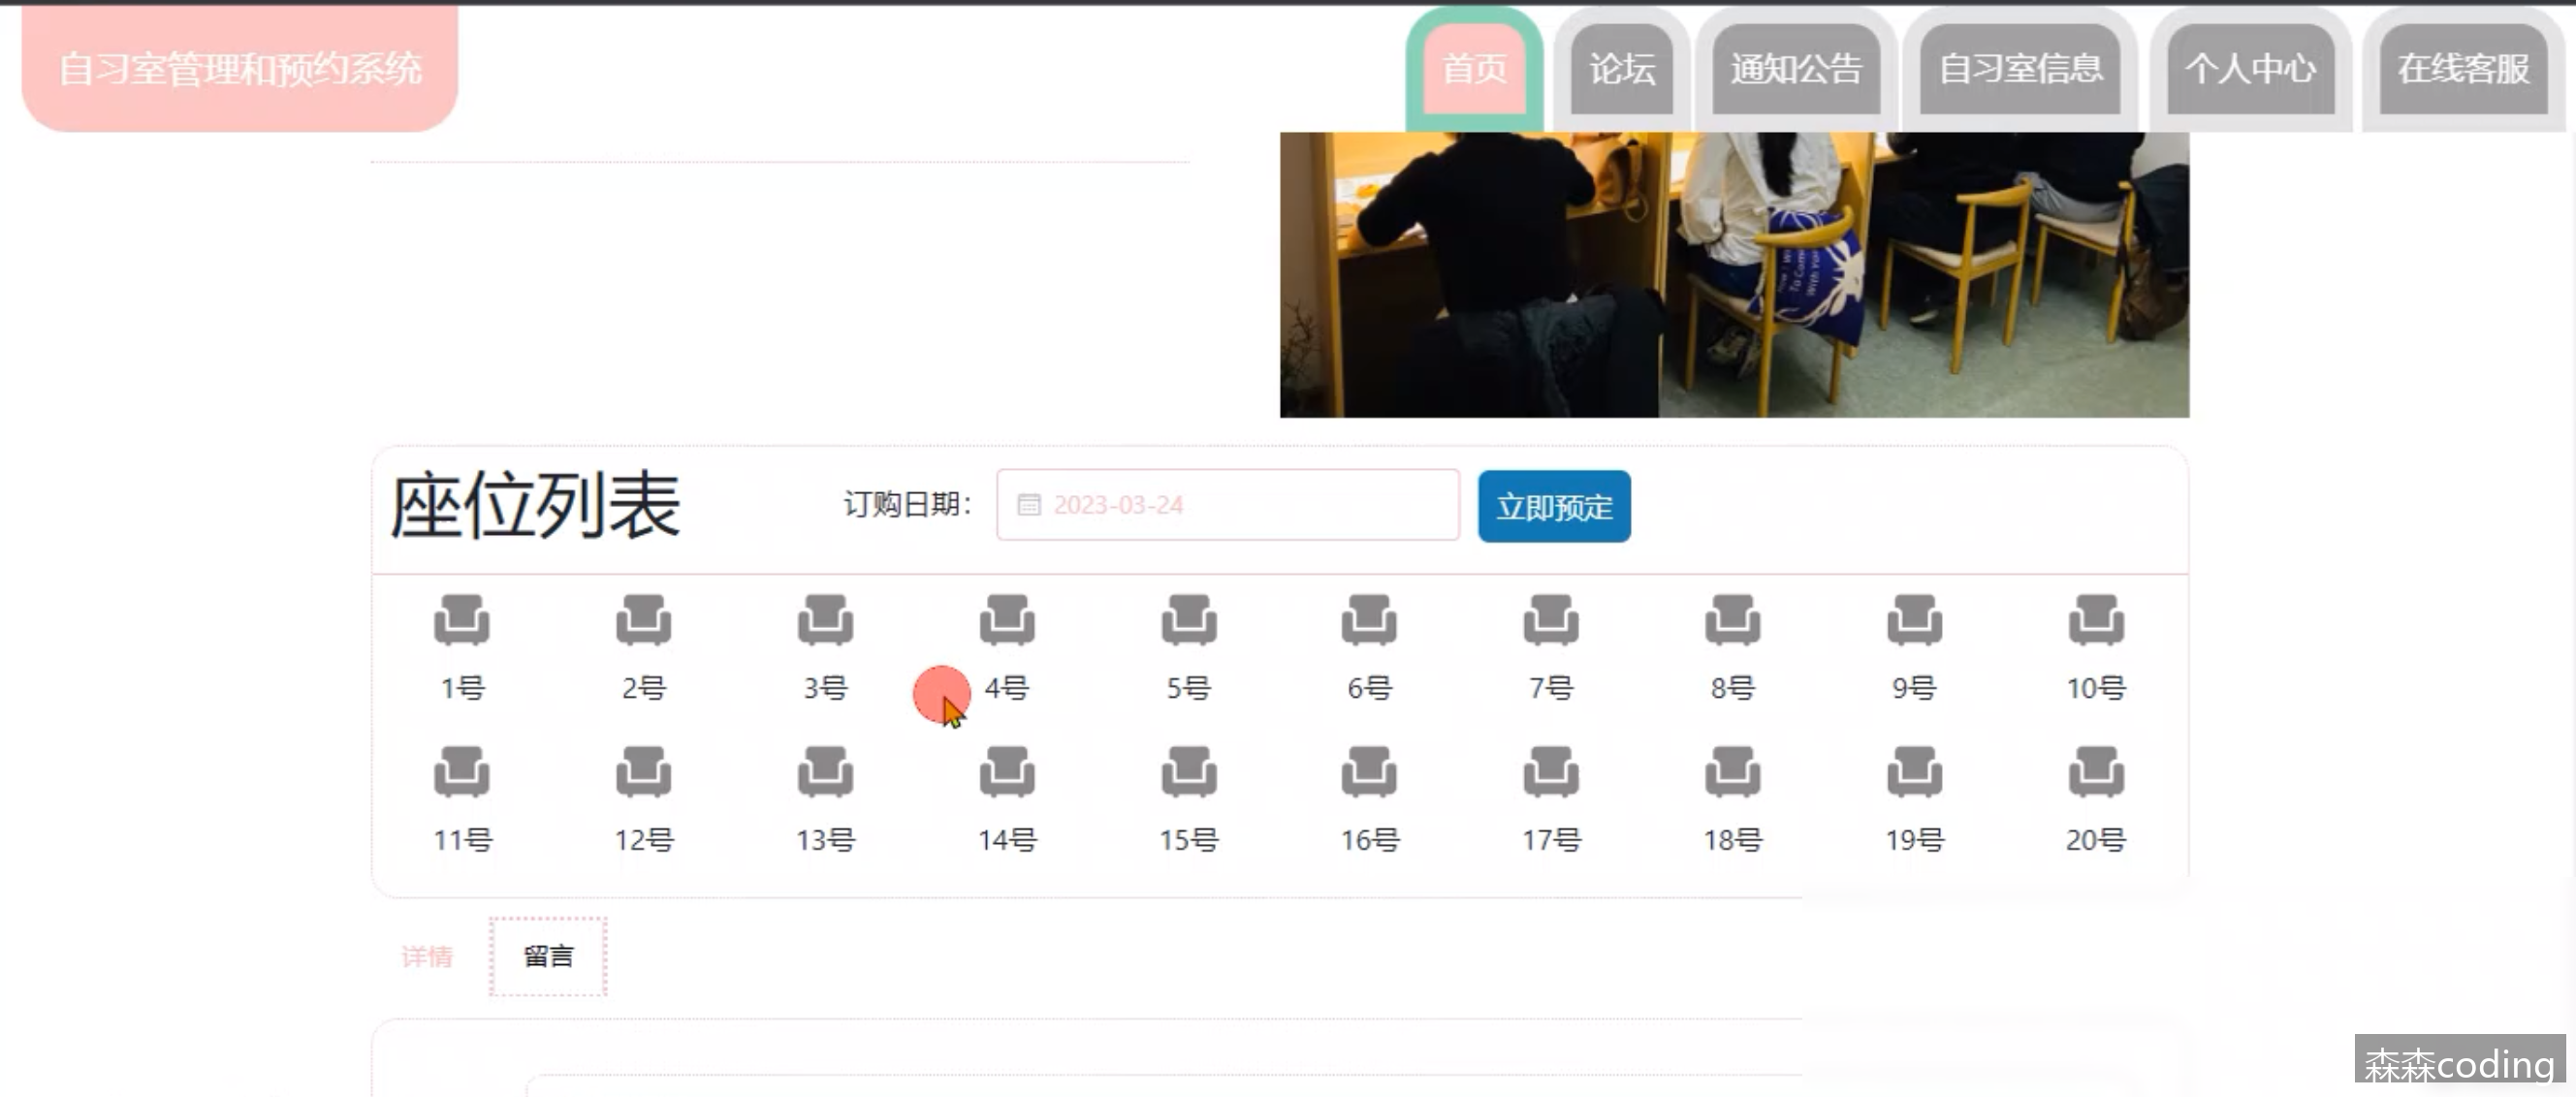 自习室管理和预约系统
首页 论坛 通知公告 自习室信息 个人中心 在线客服
To Com
With You
座位列表 订购日期： 2023-03-24 立即预定
1号 2号 3号 4号 5号 6号 7号 8号 9号 10号
11号 12号 13号 14号 15号 16号 17号 18号 19号 20号
详情 留言
森森coding